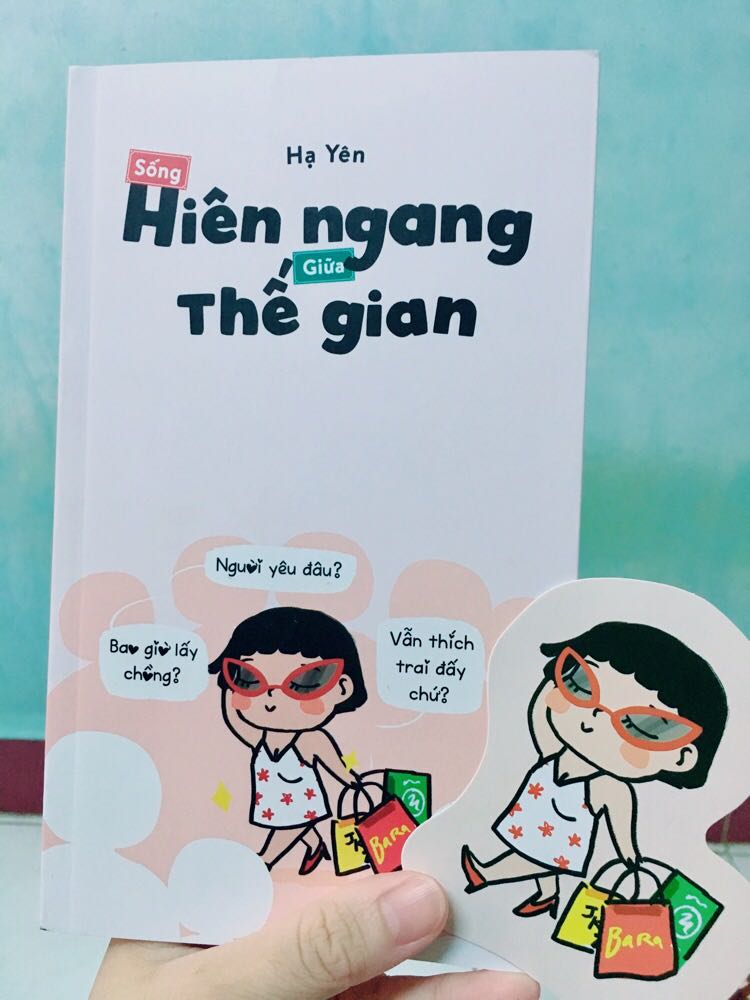 Hạ Yên
Sống
Hiên ngang
Giữa
Thế gian
Người yêu đâu?
Bao giờ lấy
chồng?
Vẫn thích
trai đấy
chứ?
BARA
BARA